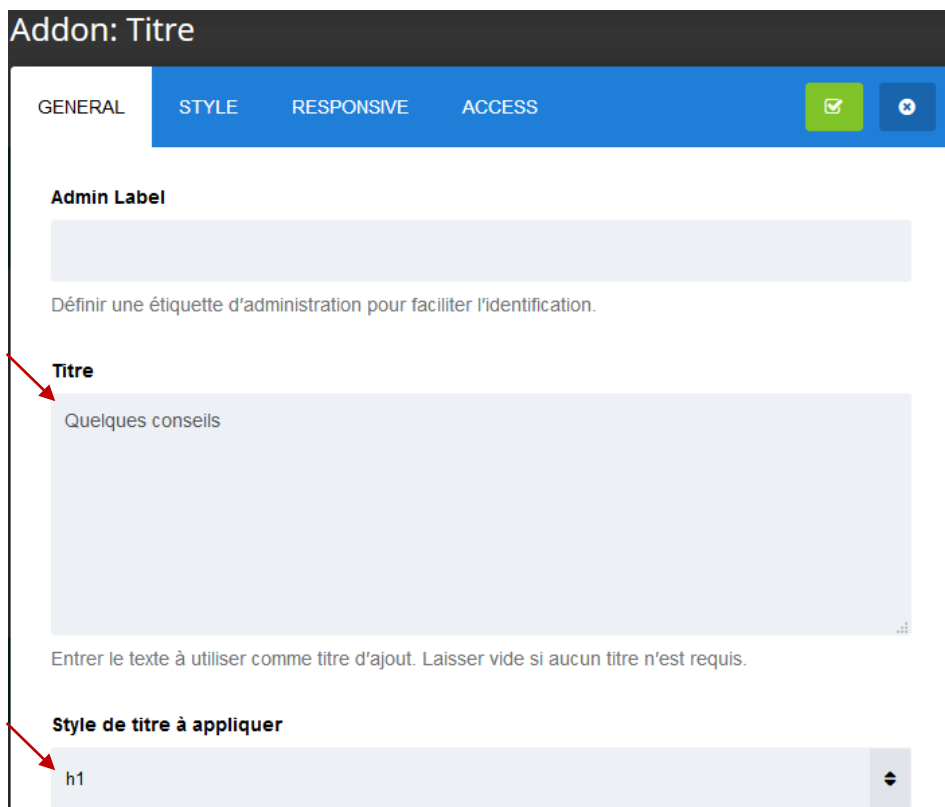 Addon: Titre
GENERAL STYLE RESPONSIVE ACCESS
Admin Label
Définir une étiquette d'administration pour faciliter l'identification.
Titre
Quelques conseils
Entrer le texte à utiliser comme titre d'ajout. Laisser vide si aucun titre n'est requis.
Style de titre à appliquer
h1